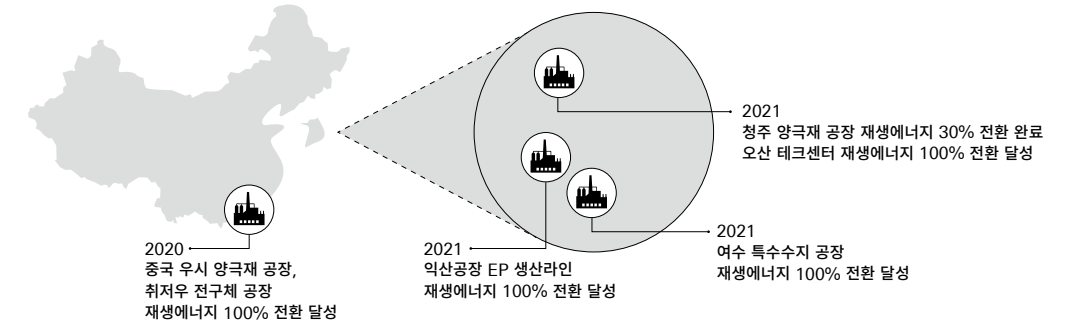 2021
청주 양극재 공장 재생에너지 30% 전환 완료
오산 테크센터 재생에너지 100% 전환 달성
2021
여수 특수수지 공장
재생에너지 100% 전환 달성
2020
중국 우시 양극재 공장,
취저우 전구체 공장
재생에너지 100% 전환 달성
2021
익산공장 EP 생산라인
재생에너지 100% 전환 달성